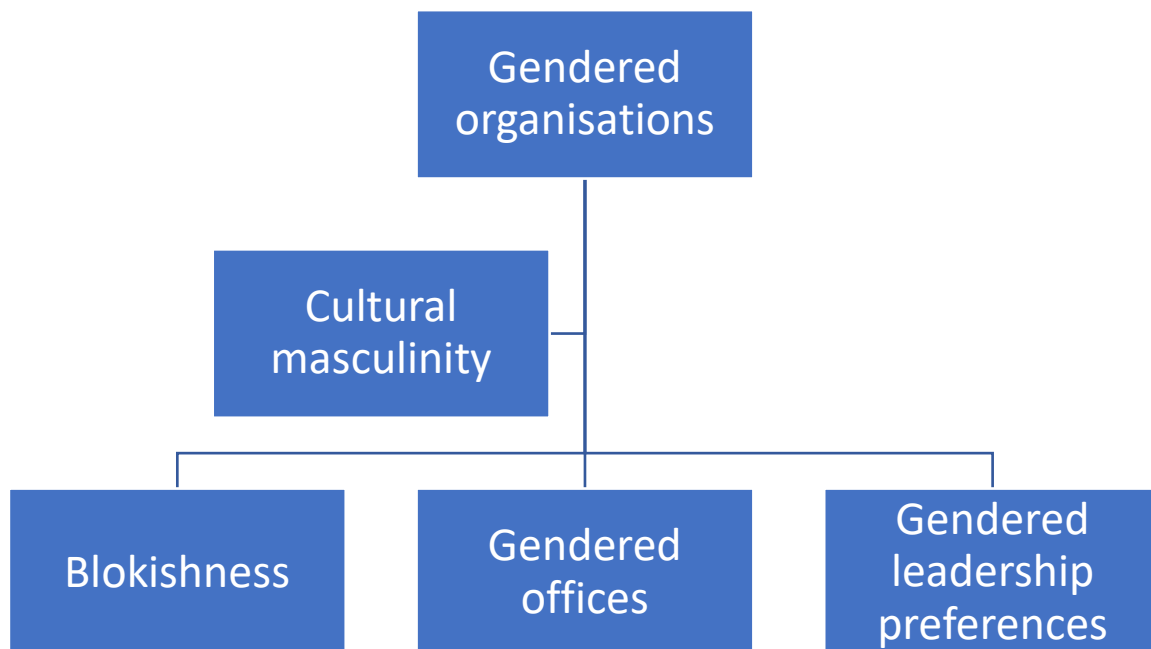 Gendered
organisations
Cultural
masculinity
Blokishness
Gendered
offices
Gendered
leadership
preferences